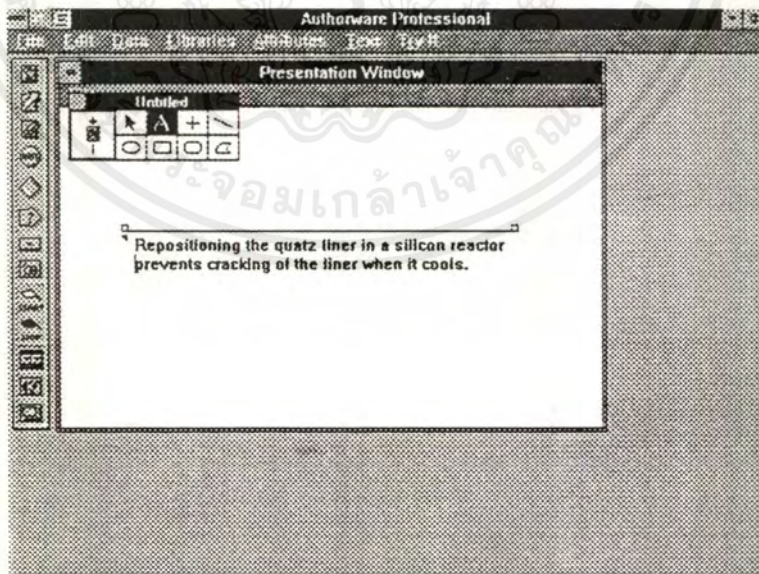 Authorware Professional
File Edit Data Libraries Attributes Text Try It
Presentation Window
Untitled
A
Repositioning the quatz liner in a silicon reactor
prevents cracking of the liner when it cools.